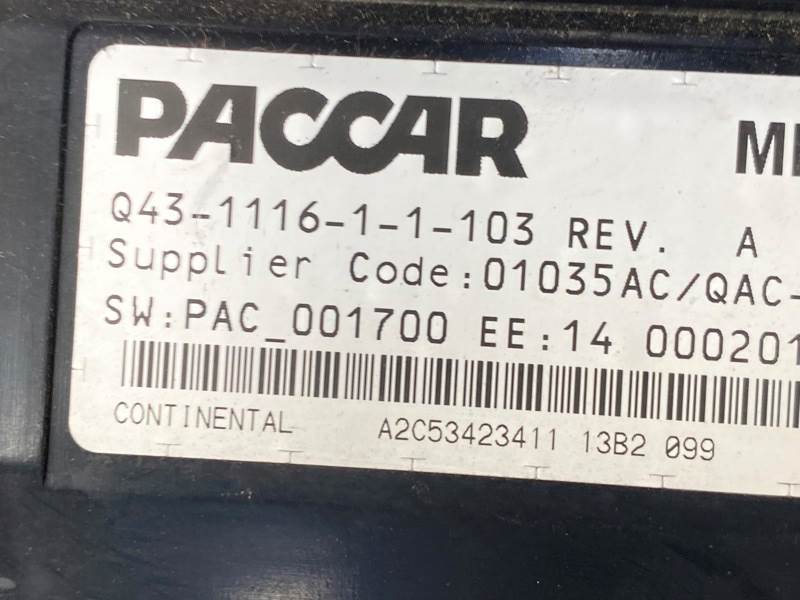 PACCAR
Q43-1116-1-1-103 REV. A
Supplier Code:01035AC/QAC-
SW:PAC_001700 EE:14 000201
CONTINENTAL A2C53423411 13B2 099